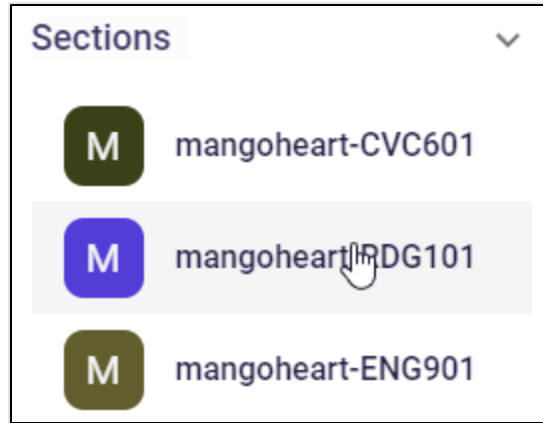 Sections
M mangoheart-CVC601
M mangoheart-RDG101
M mangoheart-ENG901